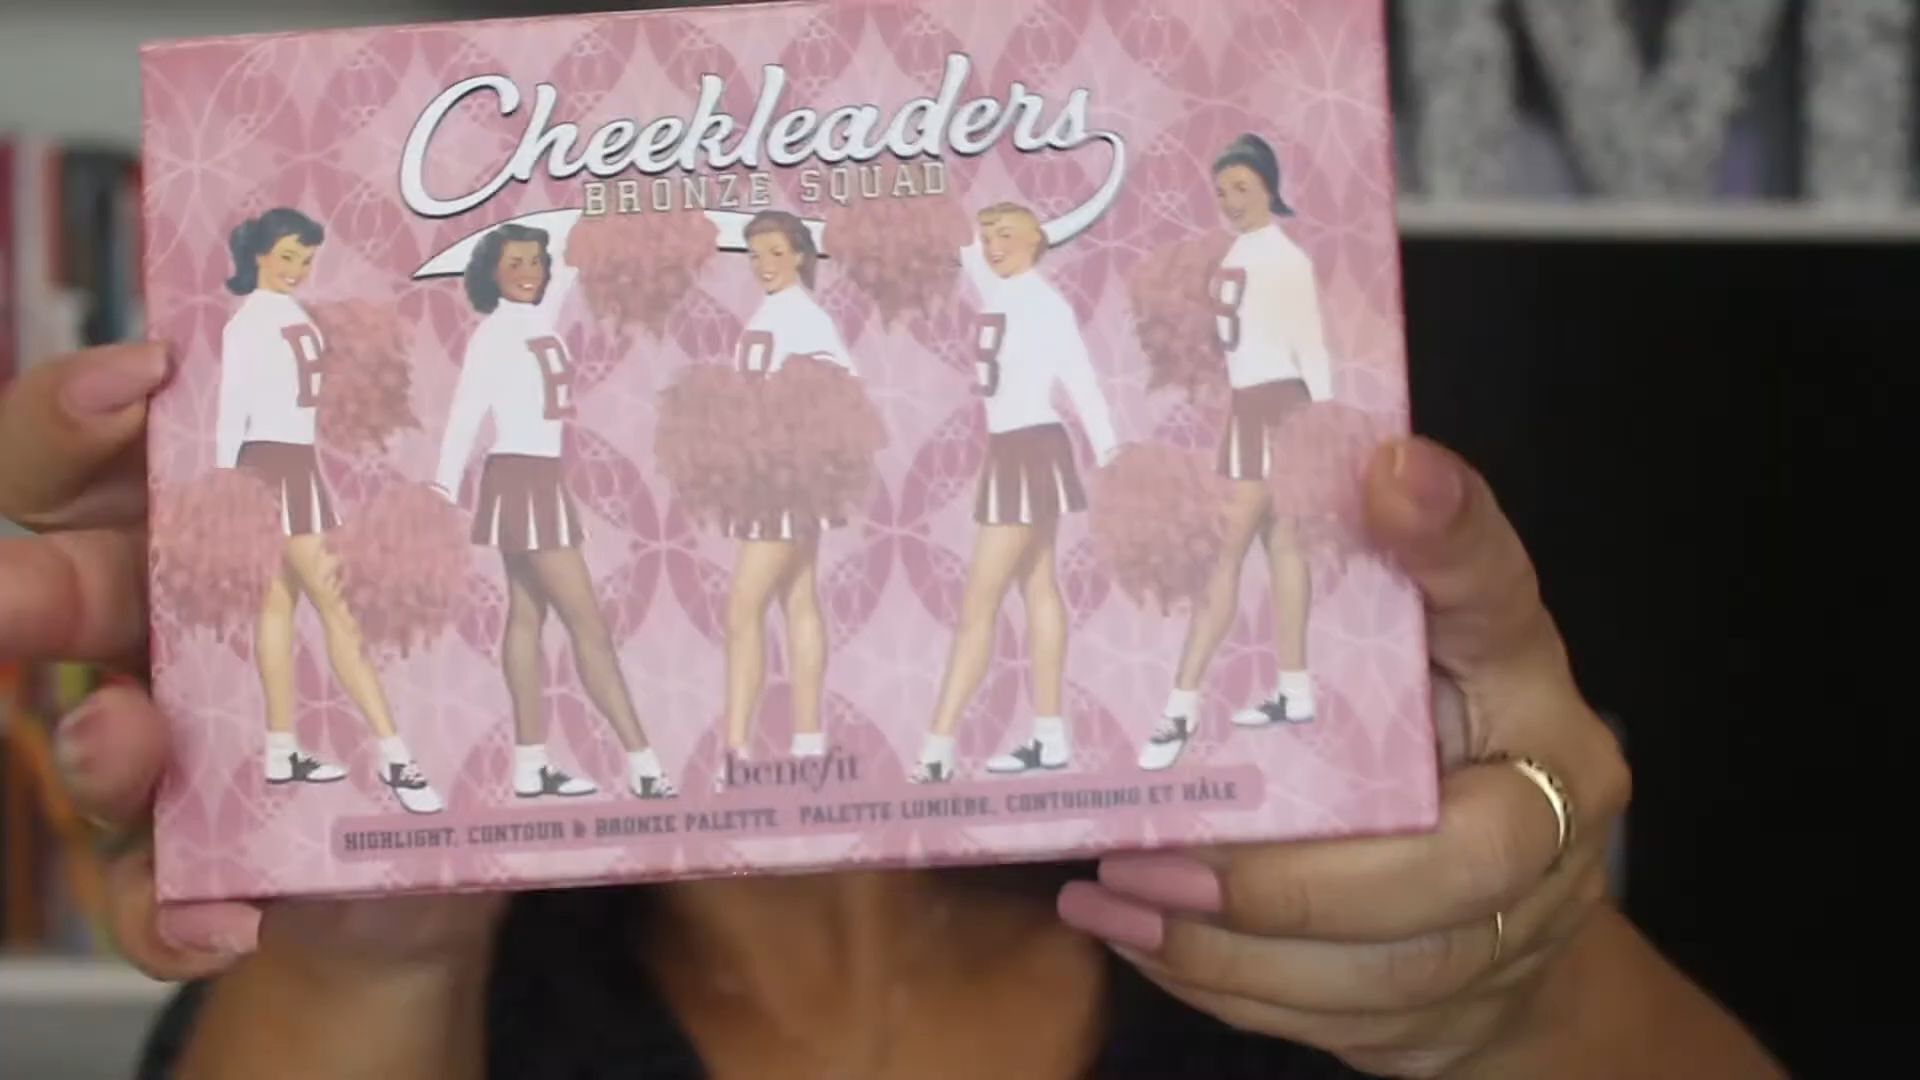 Cheekleaders
BRONZE SQUAD
B B B B B
benefit
HIGHLIGHT, CONTOUR & BRONZE PALETTE PALETTE LUMIÈRE, CONTOURING ET HÂLE